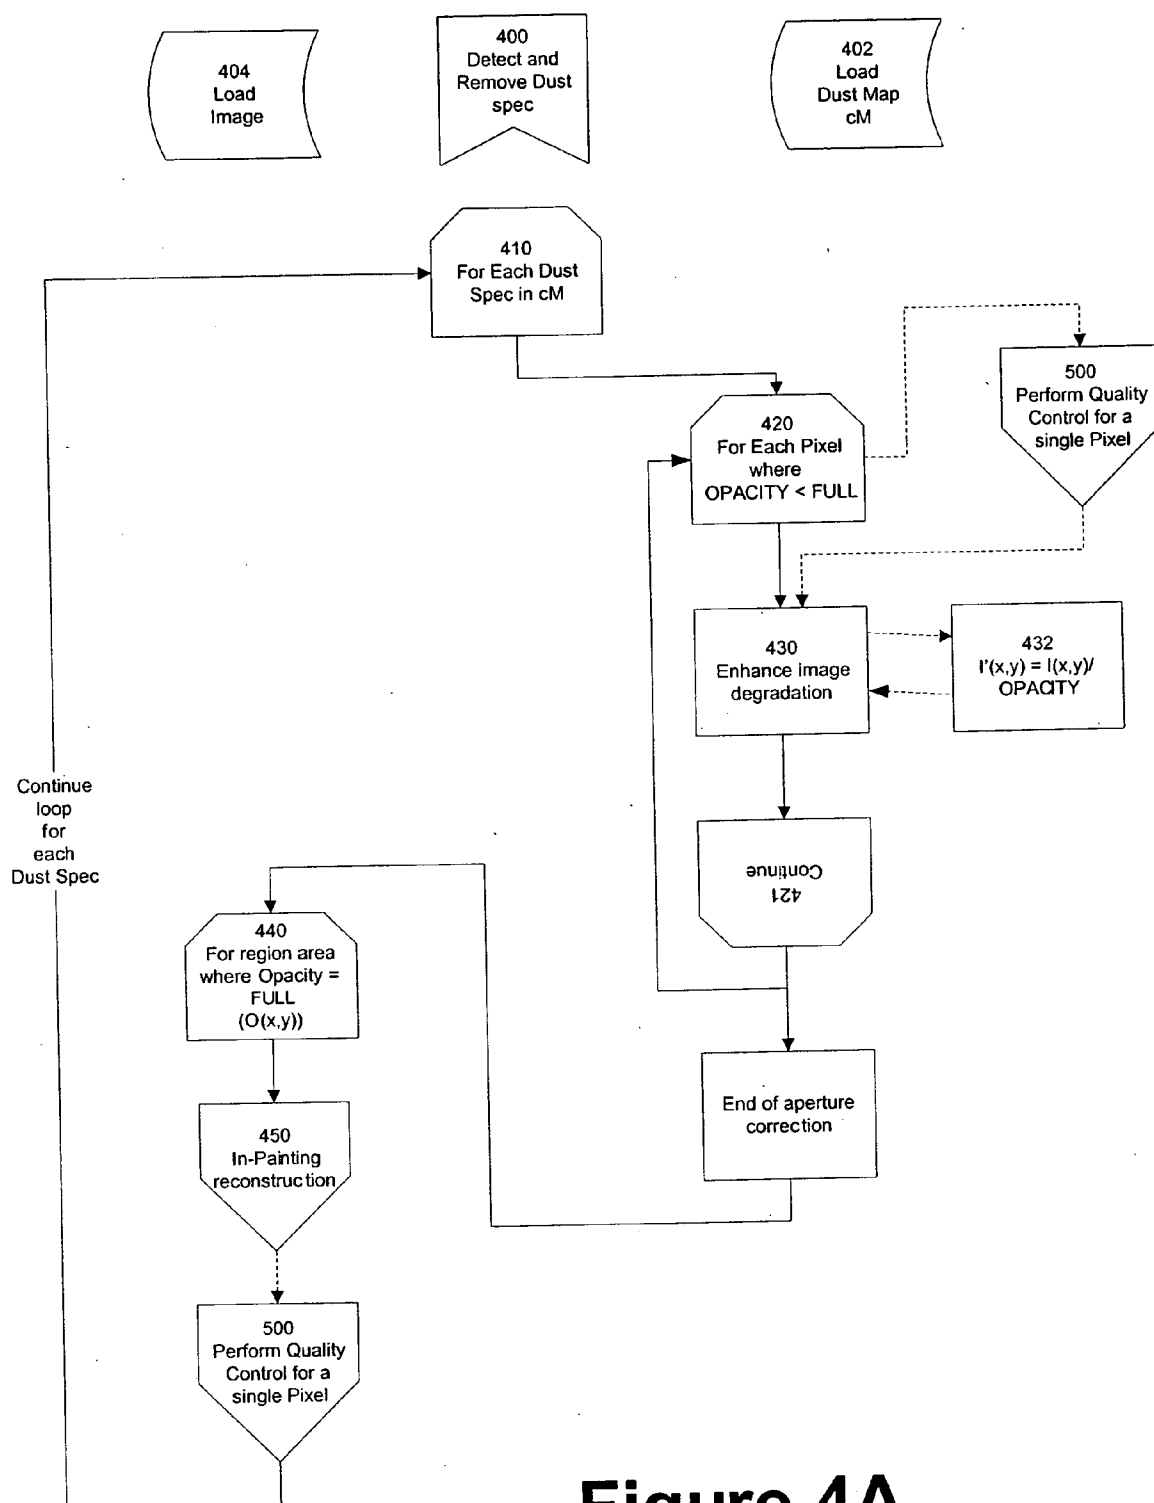 404
Load
Image
400
Detect and
Remove Dust
spec
402
Load
Dust Map
cM
410
For Each Dust
Spec in cM
500
Perform Quality
Control for a
single Pixel
420
For Each Pixel
where
OPACITY < FULL
430
Enhance image
degradation
432
I'(x,y) = I(x,y)/
OPACITY
Continue
loop
for
each
Dust Spec
421
Continue
440
For region area
where Opacity =
FULL
(O(x,y))
End of aperture
correction
450
In-Painting
reconstruction
500
Perform Quality
Control for a
single Pixel
Figure 4A